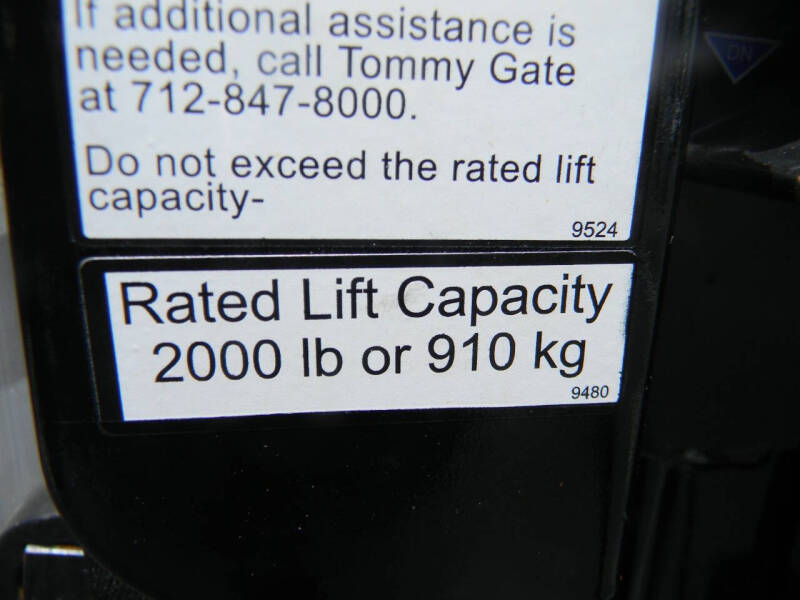 If additional assistance is
needed, call Tommy Gate
at 712-847-8000.
Do not exceed the rated lift
capacity-
9524
Rated Lift Capacity
2000 lb or 910 kg
9480
ON